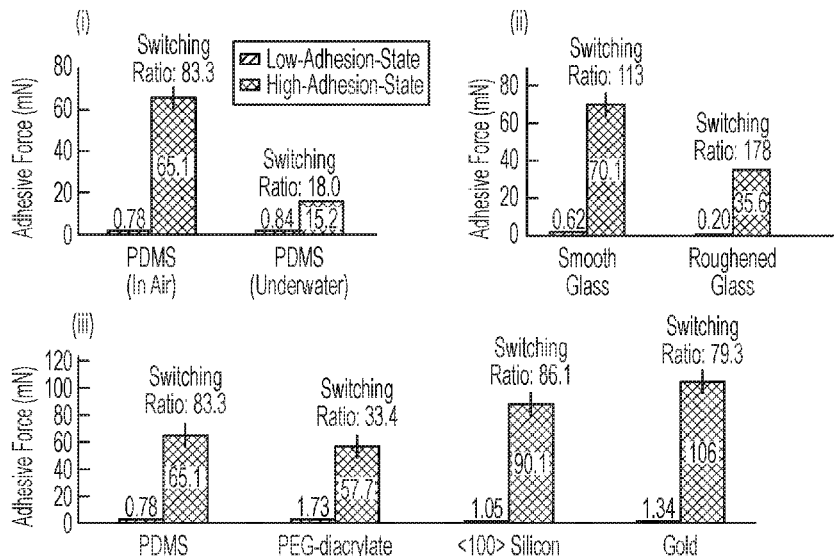 (i)
Switching
Ratio: 83.3
Low-Adhesion-State
High-Adhesion-State
80
60
40
20
0
Adhesive Force (mN)
65.1
0.78
Switching
Ratio: 18.0
0.84
15.2
PDMS
(In Air)
PDMS
(Underwater)
(ii)
Switching
Ratio: 113
80
60
40
20
0
Adhesive Force (mN)
70.1
0.62
Switching
Ratio: 178
0.20
35.6
Smooth
Glass
Roughened
Glass
(iii)
120
100
80
60
40
20
0
Adhesive Force (mN)
Switching
Ratio: 83.3
0.78
65.1
Switching
Ratio: 33.4
1.73
57.7
Switching
Ratio: 86.1
1.05
90.1
Switching
Ratio: 79.3
1.34
106
PDMS
PEG-diacrylate
<100> Silicon
Gold